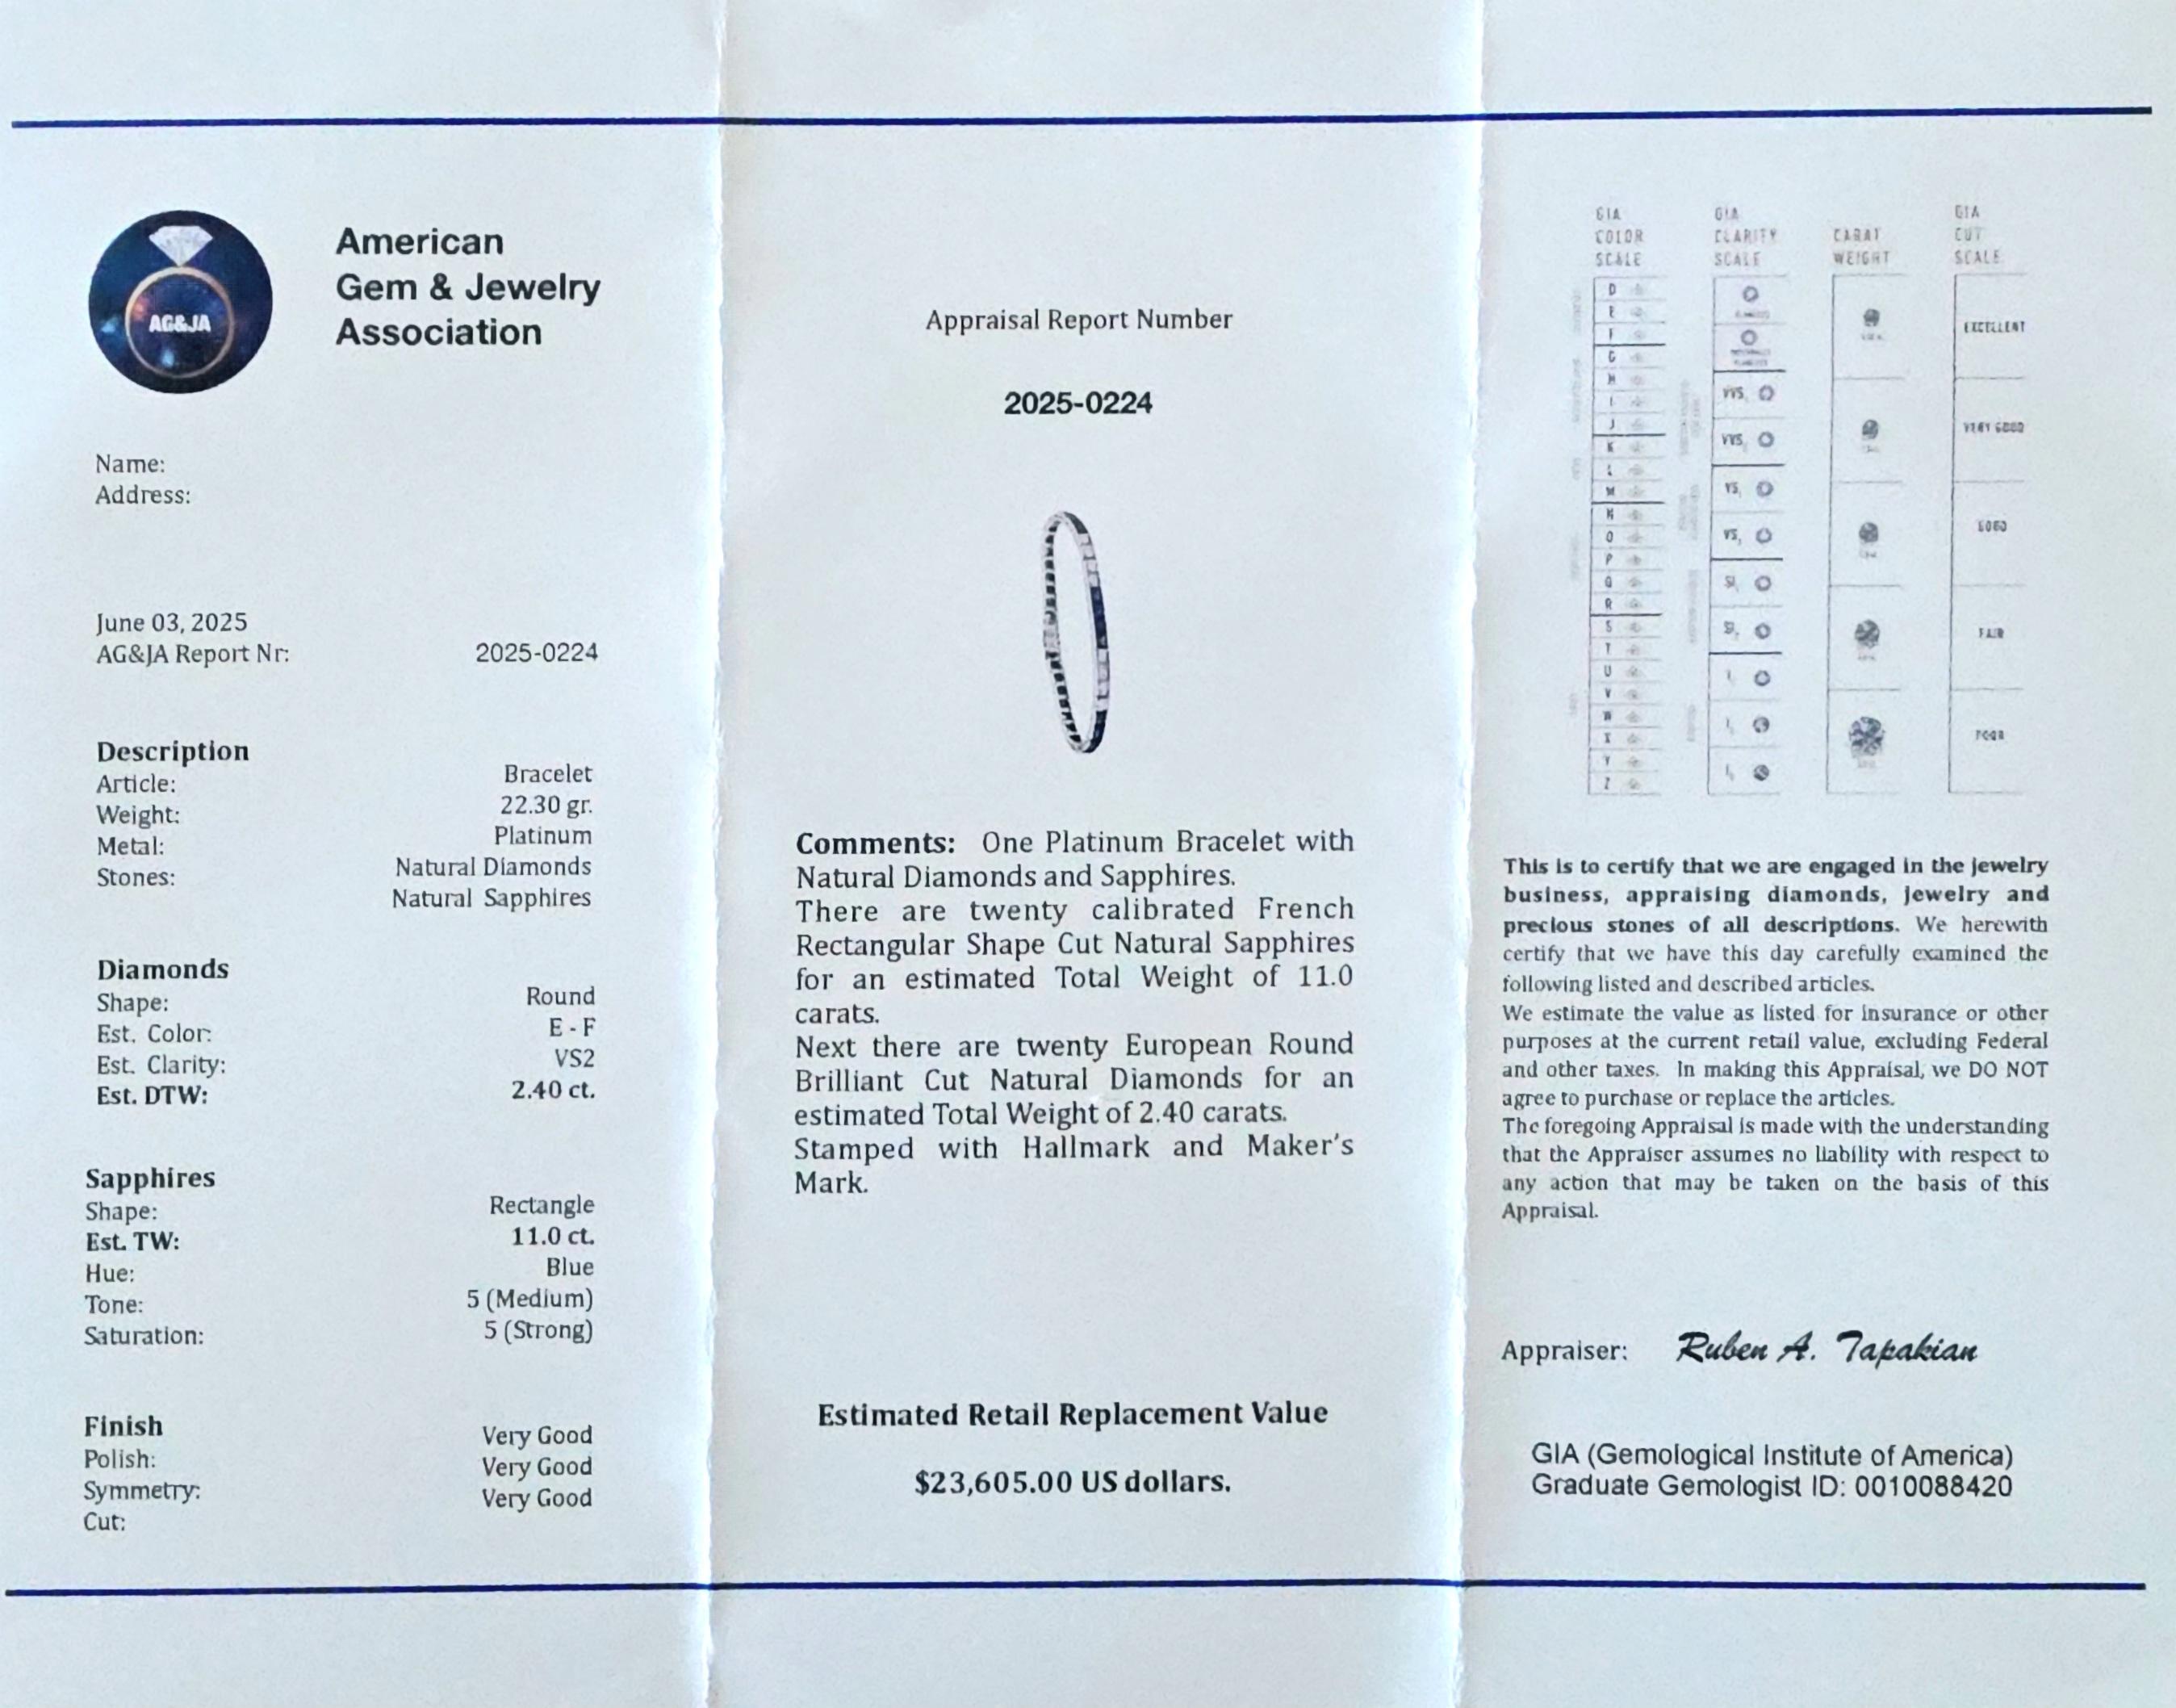 AG&JA
American
Gem & Jewelry
Association
Name:
Address:
June 03, 2025
AG&JA Report Nr: 2025-0224
Description
Article: Bracelet
Weight: 22.30 gr.
Metal: Platinum
Stones: Natural Diamonds
Natural Sapphires
Diamonds
Shape: Round
Est. Color: E - F
Est. Clarity: VS2
Est. DTW: 2.40 ct.
Sapphires
Shape: Rectangle
Est. TW: 11.0 ct.
Hue: Blue
Tone: 5 (Medium)
Saturation: 5 (Strong)
Finish
Polish: Very Good
Symmetry: Very Good
Cut: Very Good
Appraisal Report Number
2025-0224
Comments: One Platinum Bracelet with
Natural Diamonds and Sapphires.
There are twenty calibrated French
Rectangular Shape Cut Natural Sapphires
for an estimated Total Weight of 11.0
carats.
Next there are twenty European Round
Brilliant Cut Natural Diamonds for an
estimated Total Weight of 2.40 carats.
Stamped with Hallmark and Maker's
Mark.
Estimated Retail Replacement Value
$23,605.00 US dollars.
GIA
COLOR
SCALE
D
E
F
G
H
I
J
K
L
M
N
O
P
Q
R
S
T
U
V
W
X
Y
Z
GIA
CLARITY
SCALE
VVS
VVS
VS
VS
SI
SI
I
I
I
CARAT
WEIGHT
GIA
CUT
SCALE
EXCELLENT
VERY GOOD
GOOD
FAIR
POOR
This is to certify that we are engaged in the jewelry
business, appraising diamonds, jewelry and
precious stones of all descriptions. We herewith
certify that we have this day carefully examined the
following listed and described articles.
We estimate the value as listed for insurance or other
purposes at the current retail value, excluding Federal
and other taxes. In making this Appraisal, we DO NOT
agree to purchase or replace the articles.
The foregoing Appraisal is made with the understanding
that the Appraiser assumes no liability with respect to
any action that may be taken on the basis of this
Appraisal.
Appraiser: Ruben A. Tapakian
GIA (Gemological Institute of America)
Graduate Gemologist ID: 0010088420